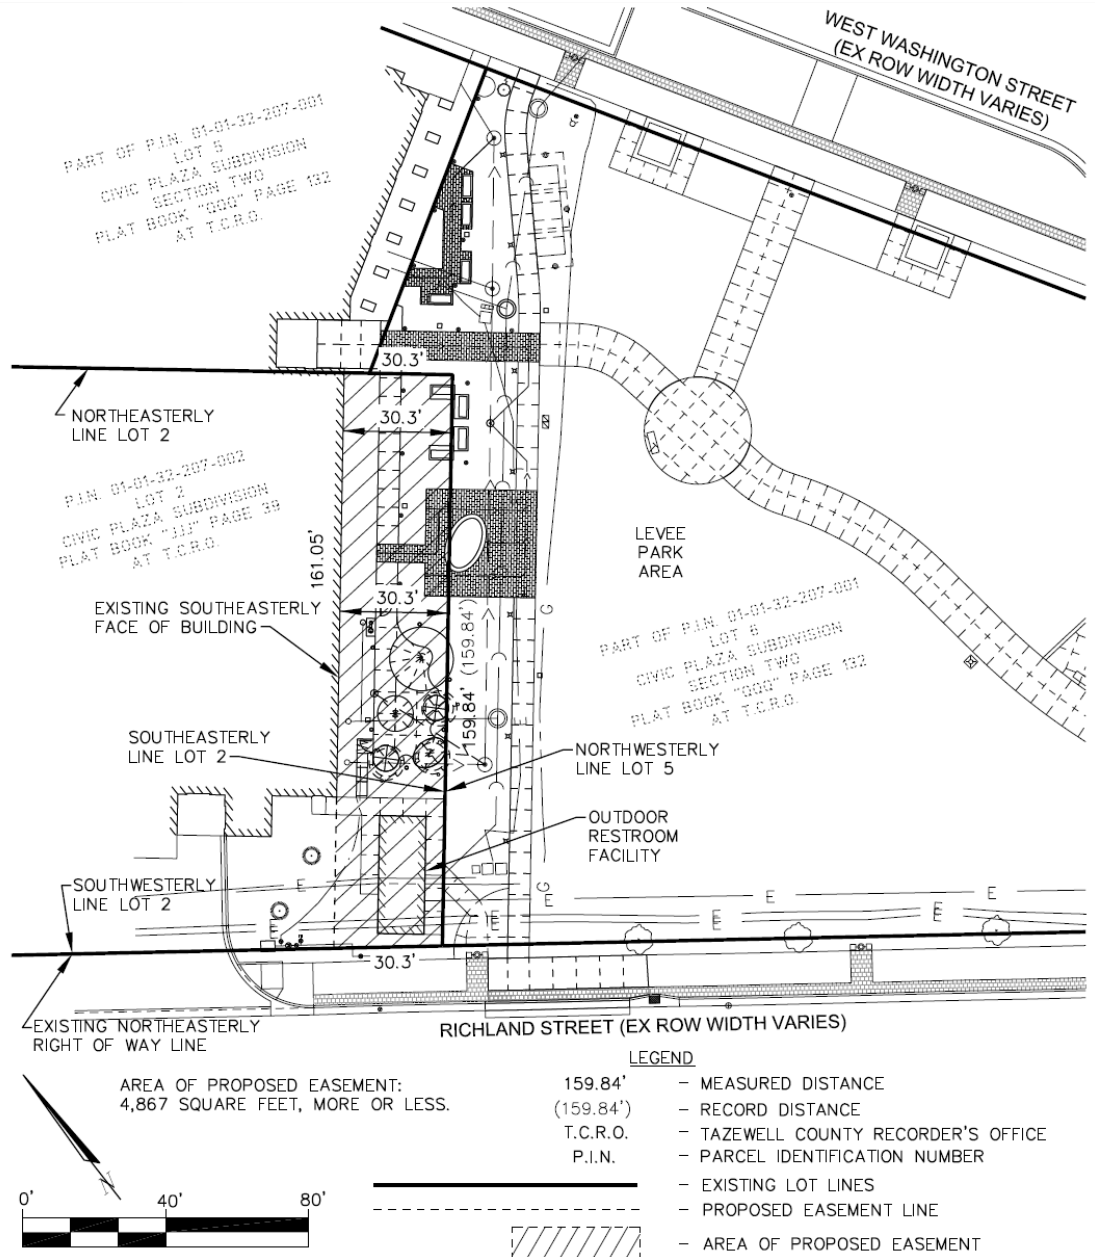 WEST WASHINGTON STREET
(EX ROW WIDTH VARIES)
PART OF P.I.N. 01-01-32-207-001
LOT 5
CIVIC PLAZA SUBDIVISION
SECTION TWO
PLAT BOOK "QQQ" PAGE 132
AT T.C.R.O.
30.3'
NORTHEASTERLY
LINE LOT 2
30.3'
P.I.N. 01-01-32-207-002
LOT 2
CIVIC PLAZA SUBDIVISION
PLAT BOOK "JJJ" PAGE 39
AT T.C.R.O.
161.05'
LEVEE
PARK
AREA
EXISTING SOUTHEASTERLY
FACE OF BUILDING
30.3'
159.84' (159.84')
G
PART OF P.I.N. 01-01-32-207-001
LOT 6
CIVIC PLAZA SUBDIVISION
SECTION TWO
PLAT BOOK "QQQ" PAGE 132
AT T.C.R.O.
SOUTHEASTERLY
LINE LOT 2
NORTHWESTERLY
LINE LOT 5
OUTDOOR
RESTROOM
FACILITY
SOUTHWESTERLY
LINE LOT 2
E
G
E
E
E
E
E
E
E
E
30.3'
EXISTING NORTHEASTERLY
RIGHT OF WAY LINE
RICHLAND STREET (EX ROW WIDTH VARIES)
AREA OF PROPOSED EASEMENT:
4,867 SQUARE FEET, MORE OR LESS.
N
0' 40' 80'
LEGEND
159.84' - MEASURED DISTANCE
(159.84') - RECORD DISTANCE
T.C.R.O. - TAZEWELL COUNTY RECORDER'S OFFICE
P.I.N. - PARCEL IDENTIFICATION NUMBER
- EXISTING LOT LINES
- PROPOSED EASEMENT LINE
- AREA OF PROPOSED EASEMENT